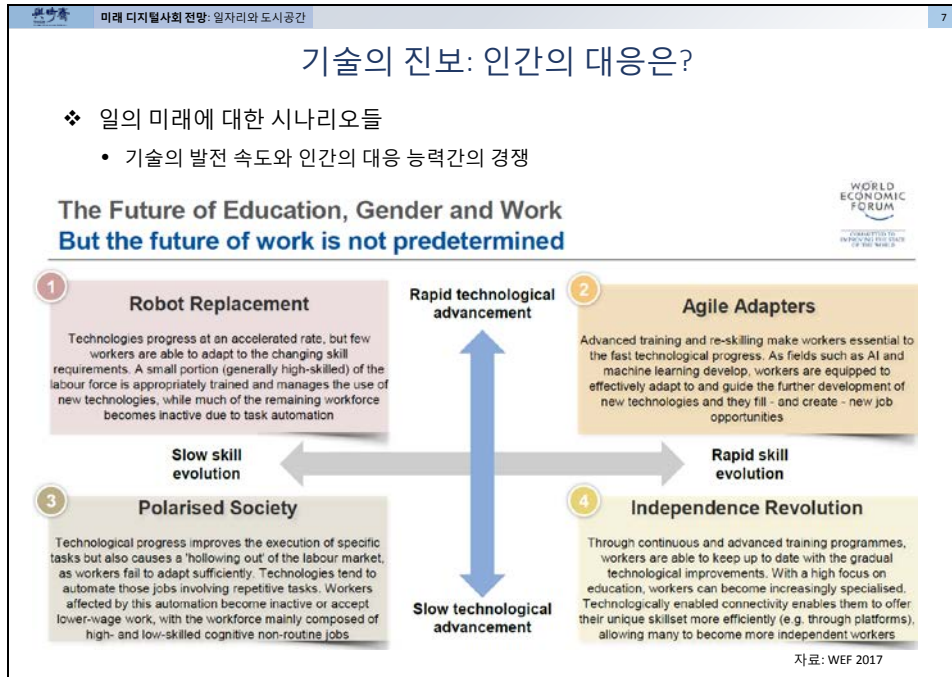 미래 디지털사회 전망: 일자리와 도시공간
7
기술의 진보: 인간의 대응은?
일의 미래에 대한 시나리오들
기술의 발전 속도와 인간의 대응 능력간의 경쟁
The Future of Education, Gender and Work
But the future of work is not predetermined
WORLD
ECONOMIC
FORUM
COMMITTED TO
IMPROVING THE STATE
OF THE WORLD
1
Robot Replacement
Technologies progress at an accelerated rate, but few
workers are able to adapt to the changing skill
requirements. A small portion (generally high-skilled) of the
labour force is appropriately trained and manages the use of
new technologies, while much of the remaining workforce
becomes inactive due to task automation
Rapid technological
advancement
2
Agile Adapters
Advanced training and re-skilling make workers essential to
the fast technological progress. As fields such as AI and
machine learning develop, workers are equipped to
effectively adapt to and guide the further development of
new technologies and they fill - and create - new job
opportunities
Slow skill
evolution
Rapid skill
evolution
3
Polarised Society
Technological progress improves the execution of specific
tasks but also causes a 'hollowing out' of the labour market,
as workers fail to adapt sufficiently. Technologies tend to
automate those jobs involving repetitive tasks. Workers
affected by this automation become inactive or accept
lower-wage work, with the workforce mainly composed of
high- and low-skilled cognitive non-routine jobs
Slow technological
advancement
4
Independence Revolution
Through continuous and advanced training programmes,
workers are able to keep up to date with the gradual
technological improvements. With a high focus on
education, workers can become increasingly specialised.
Technologically enabled connectivity enables them to offer
their unique skillset more efficiently (e.g. through platforms),
allowing many to become more independent workers
자료: WEF 2017